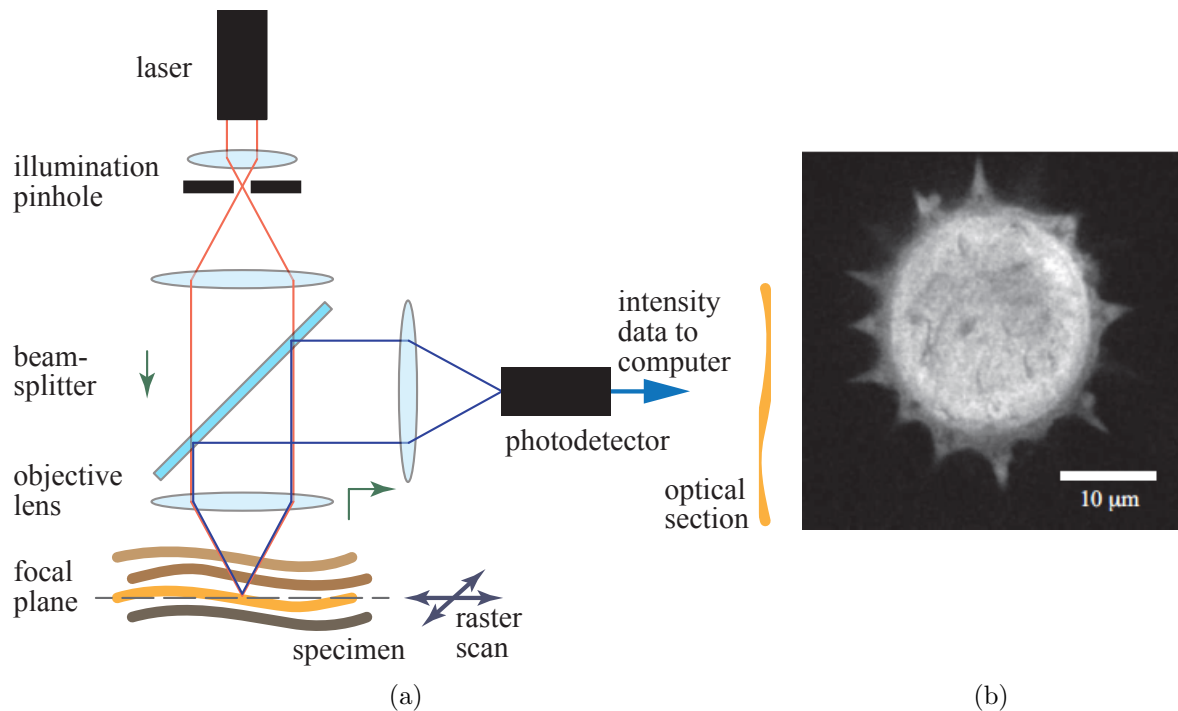 laser
illumination
pinhole
beam-
splitter
objective
lens
focal
plane
specimen
raster
scan
intensity
data to
computer
photodetector
optical
section
10 μm
(a)
(b)